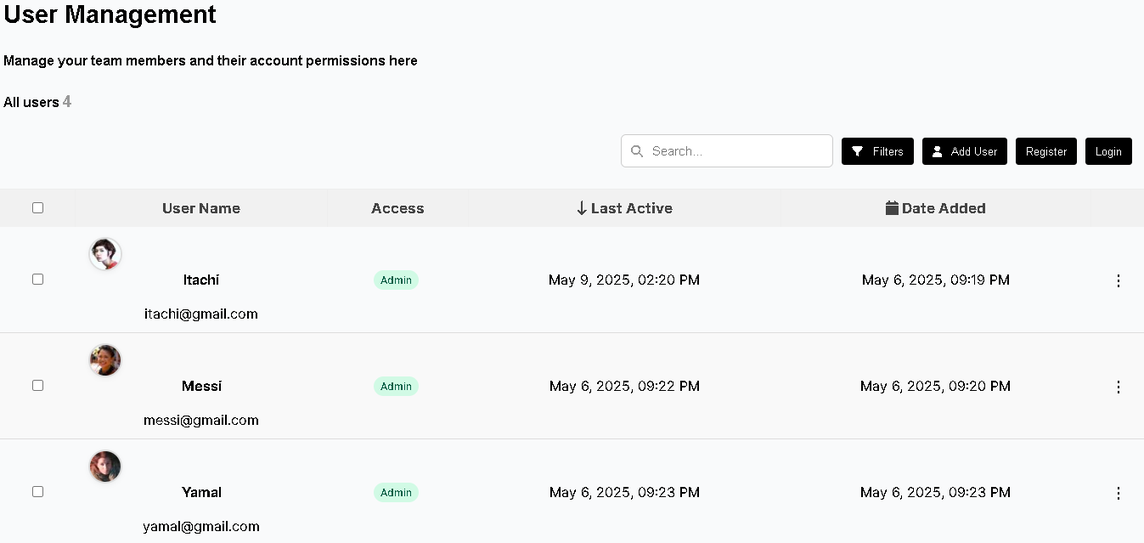 User Management
Manage your team members and their account permissions here
All users 4
Search... Filters Add User Register Login
User Name Access Last Active Date Added
Itachi Admin May 9, 2025, 02:20 PM May 6, 2025, 09:19 PM
itachi@gmail.com
Messi Admin May 6, 2025, 09:22 PM May 6, 2025, 09:20 PM
messi@gmail.com
Yamal Admin May 6, 2025, 09:23 PM May 6, 2025, 09:23 PM
yamal@gmail.com